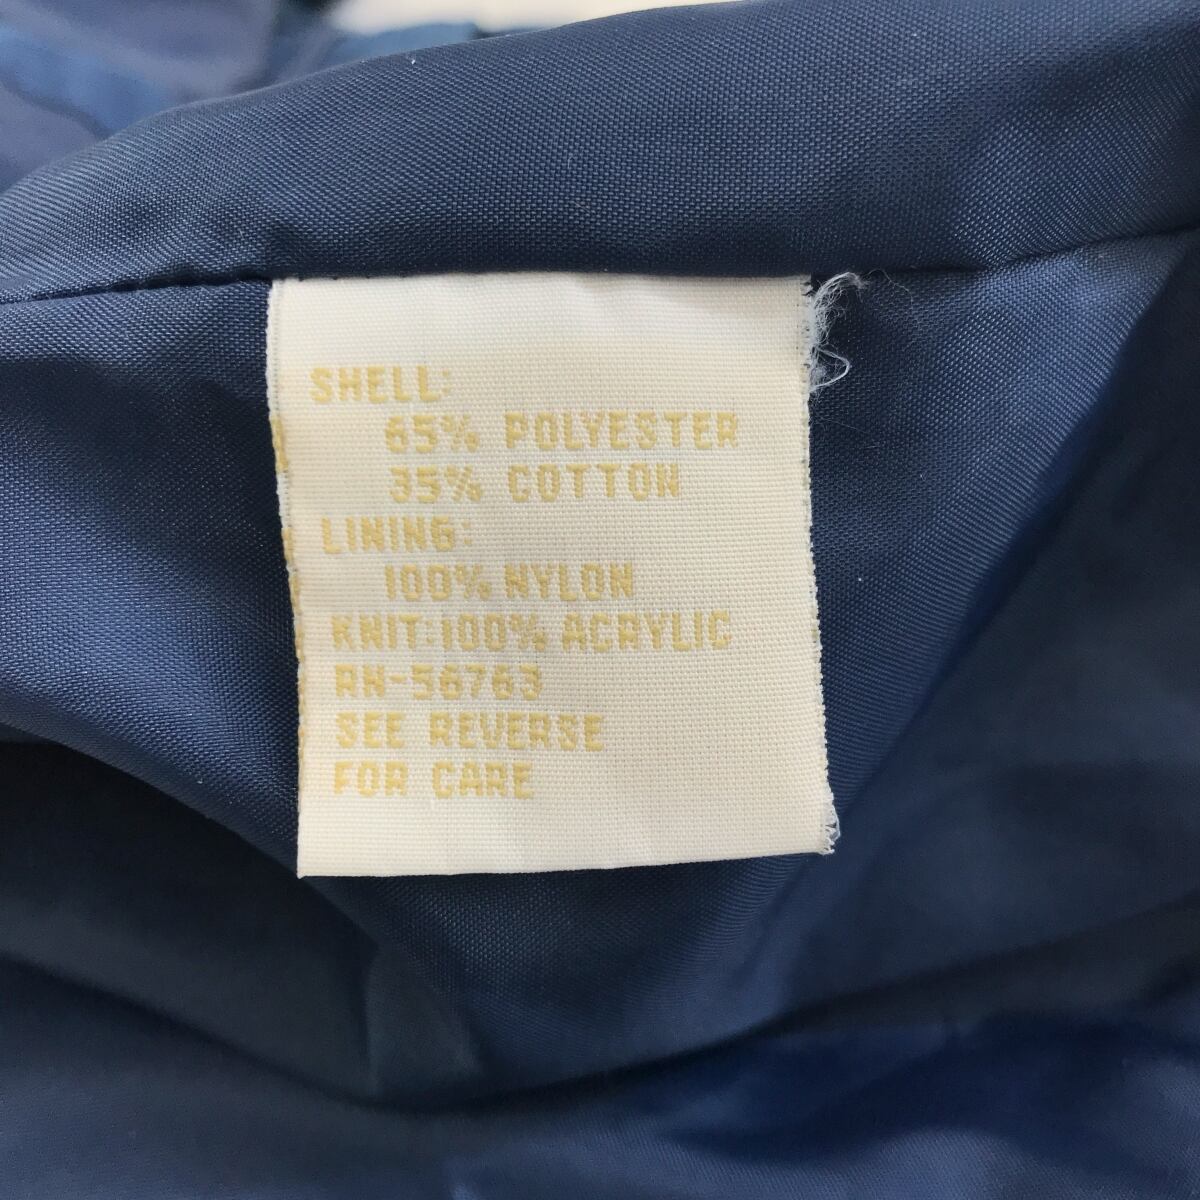 SHELL:
65% POLYESTER
35% COTTON
LINING:
100% NYLON
KNIT:100% ACRYLIC
RN-56763
SEE REVERSE
FOR CARE